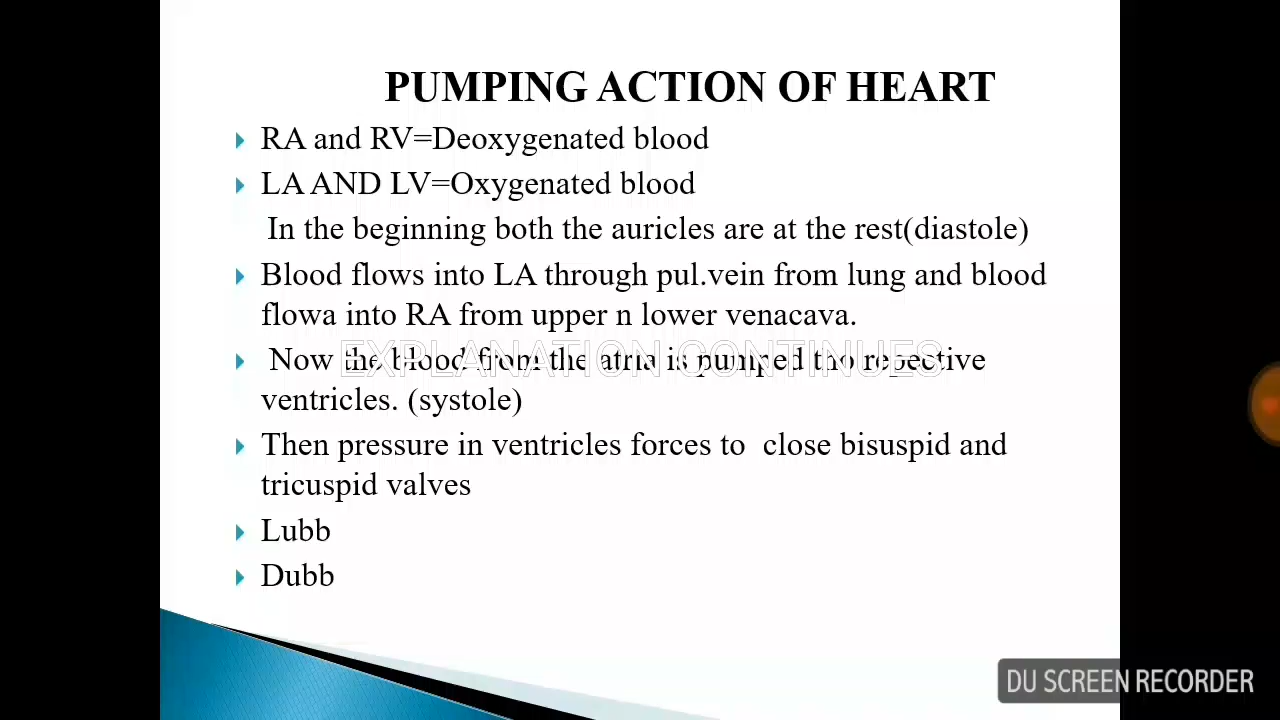 PUMPING ACTION OF HEART
RA and RV=Deoxygenated blood
LA AND LV=Oxygenated blood
In the beginning both the auricles are at the rest(diastole)
Blood flows into LA through pul.vein from lung and blood
flowa into RA from upper n lower venacava.
EXPLANATION CONTINUES
Now the blood from the atria is pumped tho repective
ventricles. (systole)
Then pressure in ventricles forces to close bisuspid and
tricuspid valves
Lubb
Dubb
DU SCREEN RECORDER